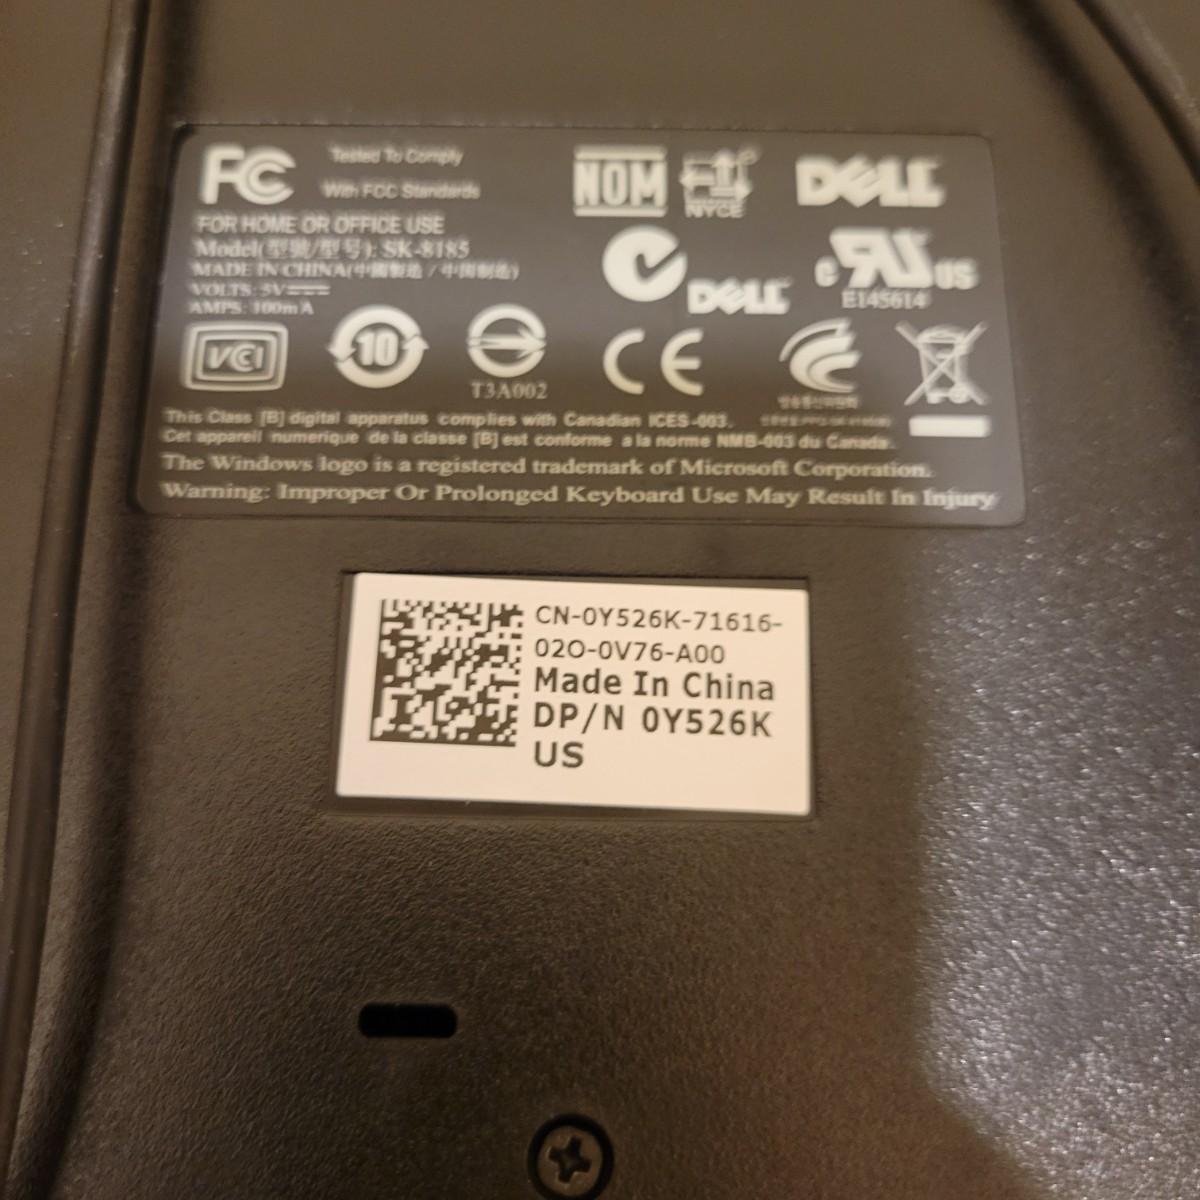 FC Tested To Comply
With FCC Standards
NOM
NYCE
DELL
FOR HOME OR OFFICE USE
Model(型號/型号): SK-8185
MADE IN CHINA(中國製造 / 中国制造)
VOLTS: 5V
AMPS: 100mA
DELL
c US
E145614
VCI
10
T3A002
CE
This Class [B] digital apparatus complies with Canadian ICES-003.
Cet appareil numerique de la classe [B] est conforme a la norme NMB-003 du Canada.
The Windows logo is a registered trademark of Microsoft Corporation.
Warning: Improper Or Prolonged Keyboard Use May Result In Injury
CN-0Y526K-71616-
02O-0V76-A00
Made In China
DP/N 0Y526K
US